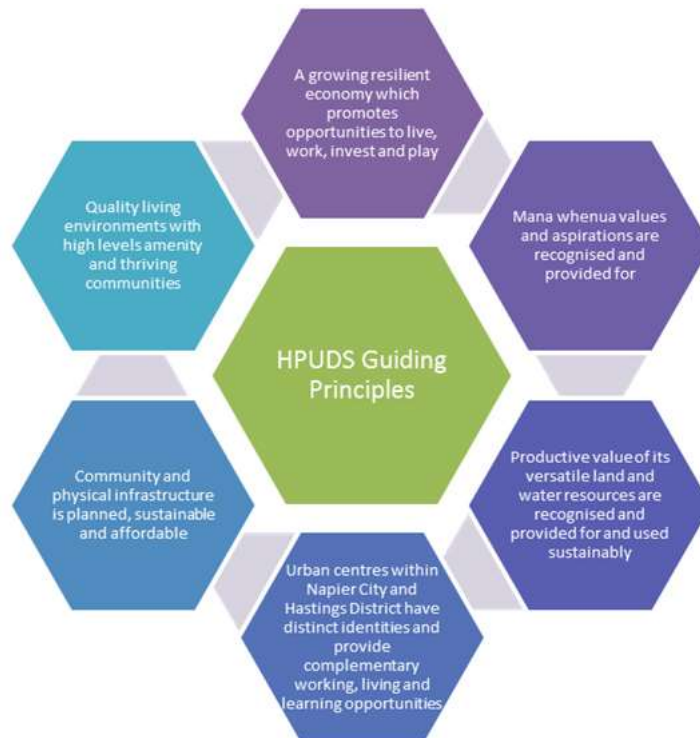 A growing resilient
economy which
promotes
opportunities to live,
work, invest and play
Mana whenua values
and aspirations are
recognised and
provided for
Productive value of its
versatile land and
water resources are
recognised and
provided for and used
sustainably
Urban centres within
Napier City and
Hastings District have
distinct identities and
provide
complementary
working, living and
learning opportunities
Community and
physical infrastructure
is planned, sustainable
and affordable
Quality living
environments with
high levels amenity
and thriving
communities
HPUDS Guiding
Principles